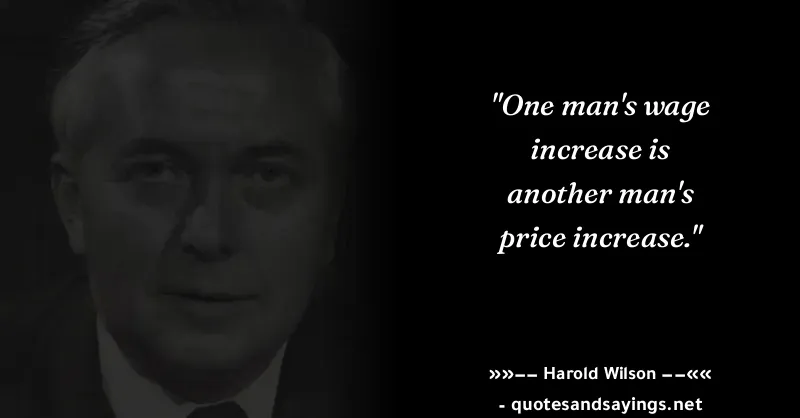 "One man's wage
increase is
another man's
price increase."
»»−− Harold Wilson −−««
- quotesandsayings.net